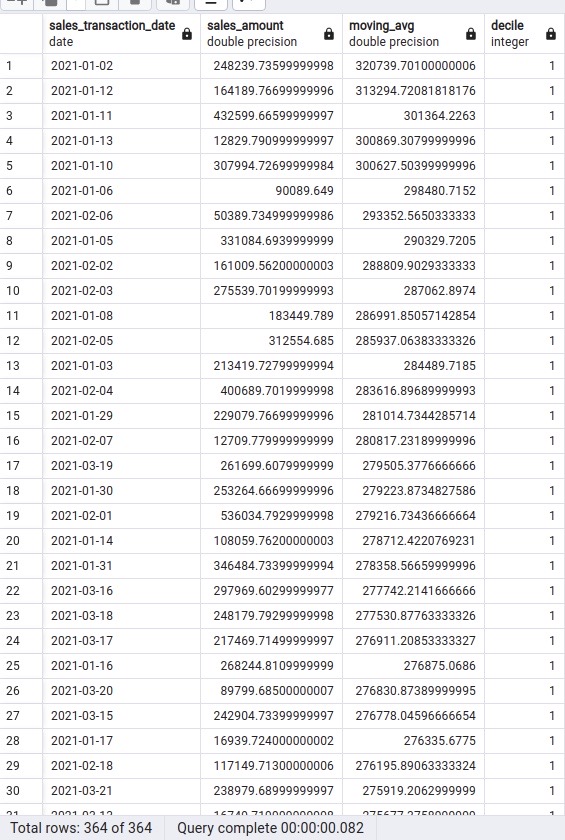 sales_transaction_date sales_amount moving_avg decile
date double precision double precision integer
1 2021-01-02 248239.73599999998 320739.70100000006 1
2 2021-01-12 164189.76699999996 313294.72081818176 1
3 2021-01-11 432599.66599999997 301364.2263 1
4 2021-01-13 12829.790999999997 300869.30799999996 1
5 2021-01-10 307994.72699999984 300627.50399999996 1
6 2021-01-06 90089.649 298480.7152 1
7 2021-02-06 50389.734999999986 293352.5650333333 1
8 2021-01-05 331084.6939999999 290329.7205 1
9 2021-02-02 161009.56200000003 288809.9029333333 1
10 2021-02-03 275539.70199999993 287062.8974 1
11 2021-01-08 183449.789 286991.85057142854 1
12 2021-02-05 312554.685 285937.06383333326 1
13 2021-01-03 213419.72799999994 284489.7185 1
14 2021-02-04 400689.7019999998 283616.89689999993 1
15 2021-01-29 229079.76699999996 281014.7344285714 1
16 2021-02-07 12709.779999999999 280817.23189999996 1
17 2021-03-19 261699.6079999999 279505.3776666666 1
18 2021-01-30 253264.66699999996 279223.8734827586 1
19 2021-02-01 536034.7929999998 279216.73436666664 1
20 2021-01-14 108059.76200000003 278712.4220769231 1
21 2021-01-31 346484.73399999994 278358.56659999996 1
22 2021-03-16 297969.60299999977 277742.2141666666 1
23 2021-03-18 248179.79299999998 277530.87763333326 1
24 2021-03-17 217469.71499999997 276911.20853333327 1
25 2021-01-16 268244.8109999999 276875.0686 1
26 2021-03-20 89799.68500000007 276830.87389999995 1
27 2021-03-15 242904.73399999997 276778.04596666654 1
28 2021-01-17 16939.724000000002 276335.6775 1
29 2021-02-18 117149.71300000006 276195.89063333324 1
30 2021-03-21 238979.68999999997 275919.2062999999 1
Total rows: 364 of 364 Query complete 00:00:00.082